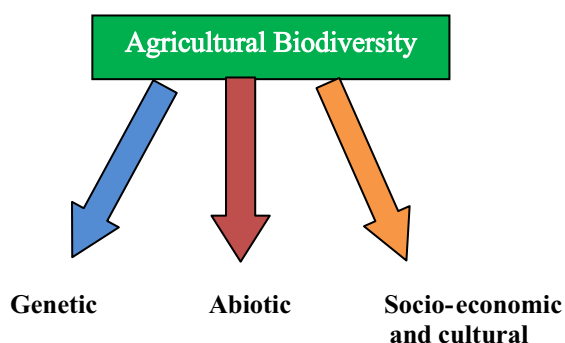 Agricultural Biodiversity
Genetic
Abiotic
Socio-economic
and cultural